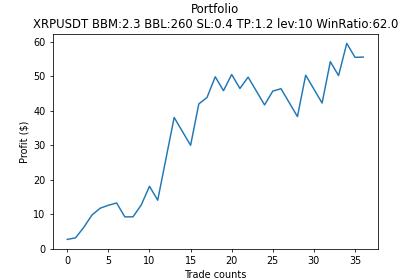 Portfolio
XRPUSDT BBM:2.3 BBL:260 SL:0.4 TP:1.2 lev:10 WinRatio:62.0
60
50
40
30
20
10
0
Profit ($)
0 5 10 15 20 25 30 35
Trade counts